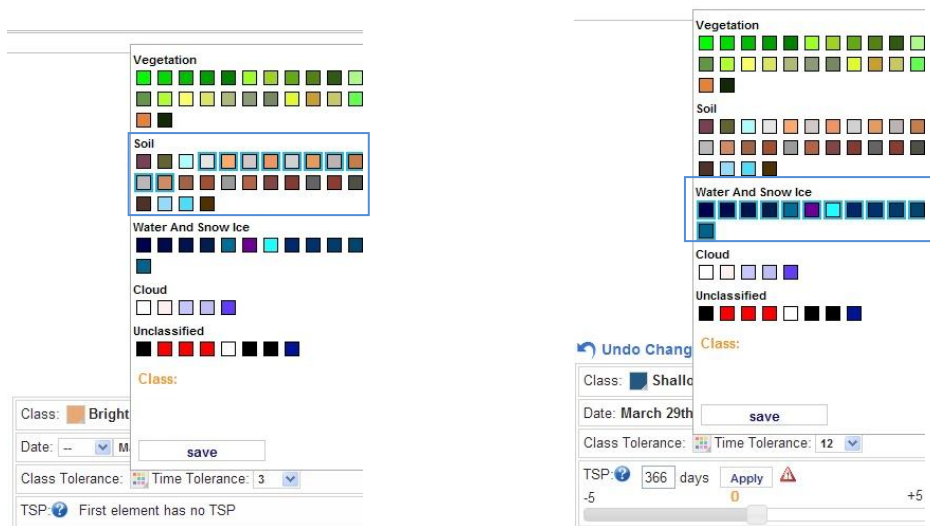 Vegetation
Soil
Water And Snow Ice
Cloud
Unclassified
Class:
Class: Bright
Date: --
save
Class Tolerance: Time Tolerance: 3
TSP: ? First element has no TSP
Vegetation
Soil
Water And Snow Ice
Cloud
Unclassified
Undo Chang
Class:
Class: Shallo
Date: March 29th
save
Class Tolerance: Time Tolerance: 12
TSP: ? 366 days Apply
-5 0 +5